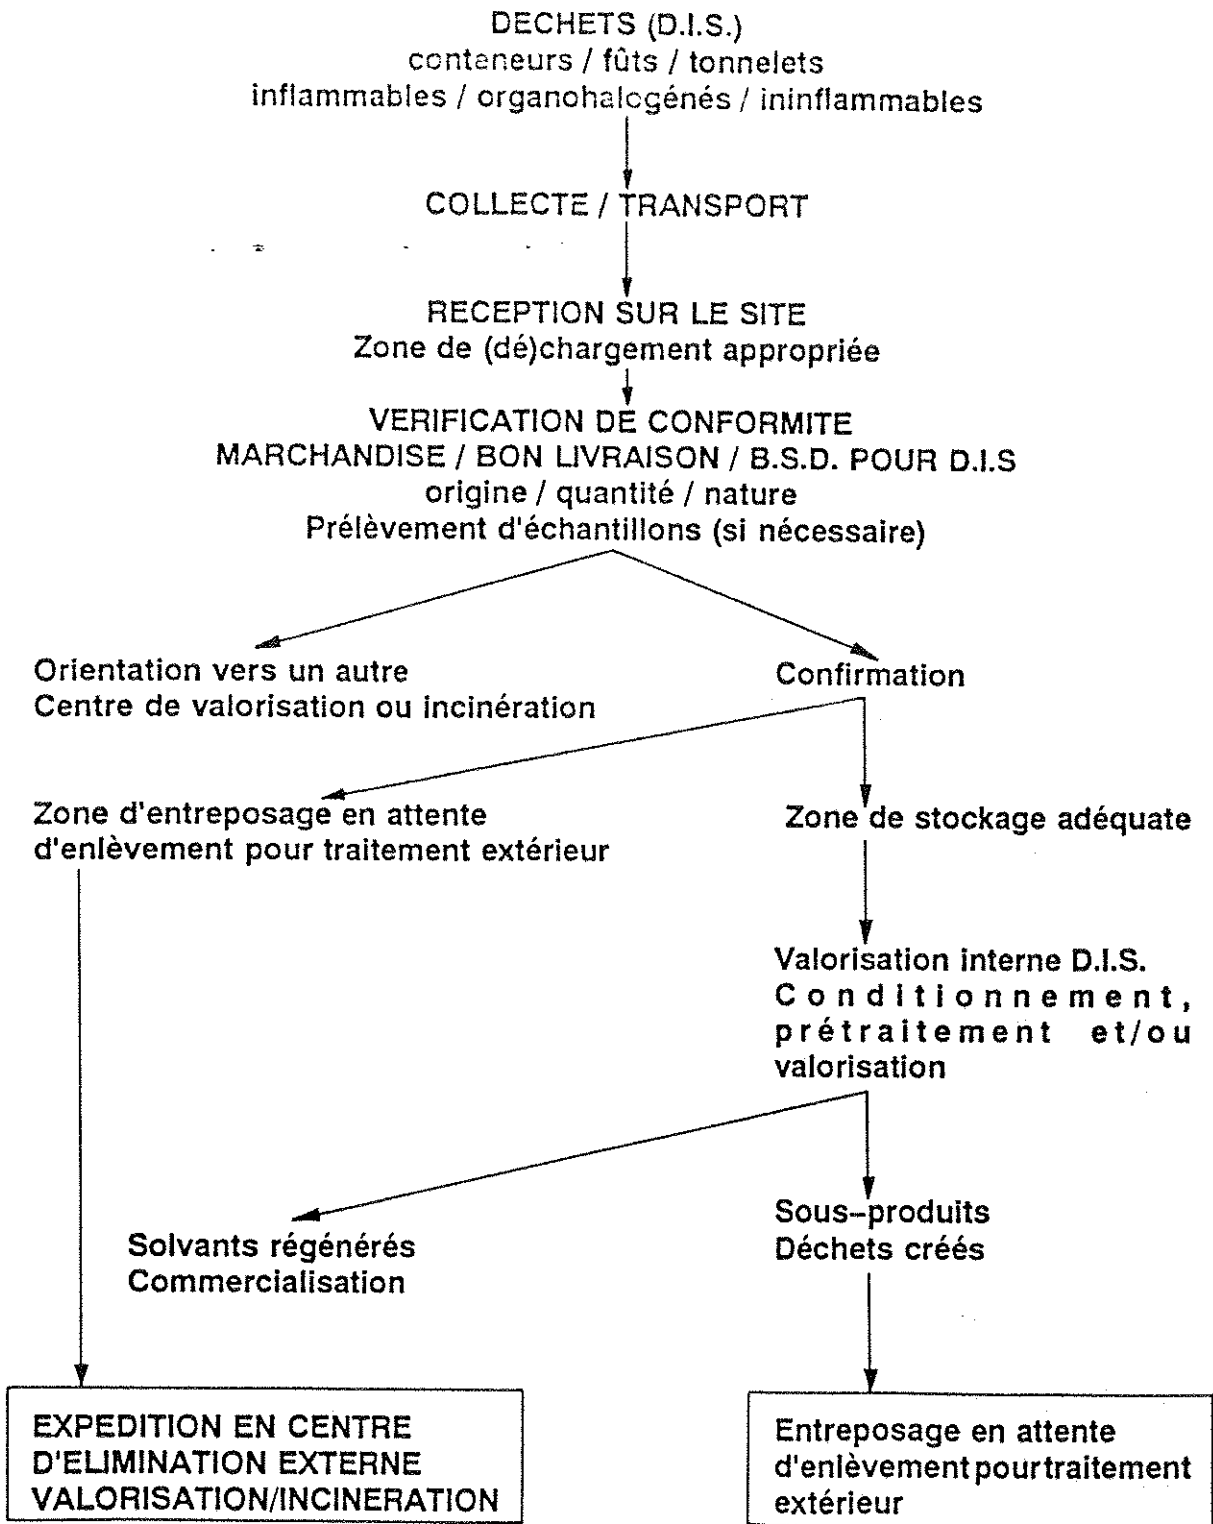 DECHETS (D.I.S.)
conteneurs / fûts / tonnelets
inflammables / organohalogénés / ininflammables
COLLECTE / TRANSPORT
RECEPTION SUR LE SITE
Zone de (dé)chargement appropriée
VERIFICATION DE CONFORMITE
MARCHANDISE / BON LIVRAISON / B.S.D. POUR D.I.S
origine / quantité / nature
Prélèvement d'échantillons (si nécessaire)
Orientation vers un autre
Centre de valorisation ou incinération
Confirmation
Zone d'entreposage en attente
d'enlèvement pour traitement extérieur
Zone de stockage adéquate
Valorisation interne D.I.S.
Conditionnement,
prétraitement et/ou
valorisation
Solvants régénérés
Commercialisation
Sous-produits
Déchets créés
EXPEDITION EN CENTRE
D'ELIMINATION EXTERNE
VALORISATION/INCINERATION
Entreposage en attente
d'enlèvement pour traitement
extérieur